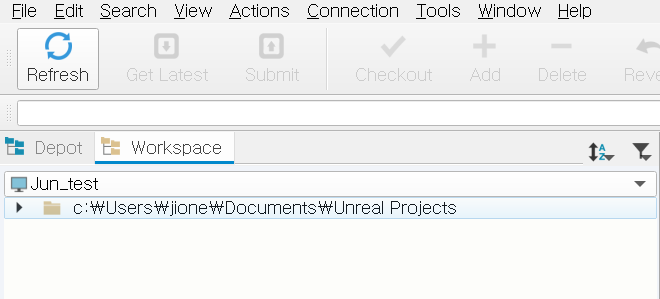 File Edit Search View Actions Connection Tools Window Help
Refresh Get Latest Submit Checkout Add Delete Reve
Depot Workspace
Jun_test
c:₩Users₩jione₩Documents₩Unreal Projects